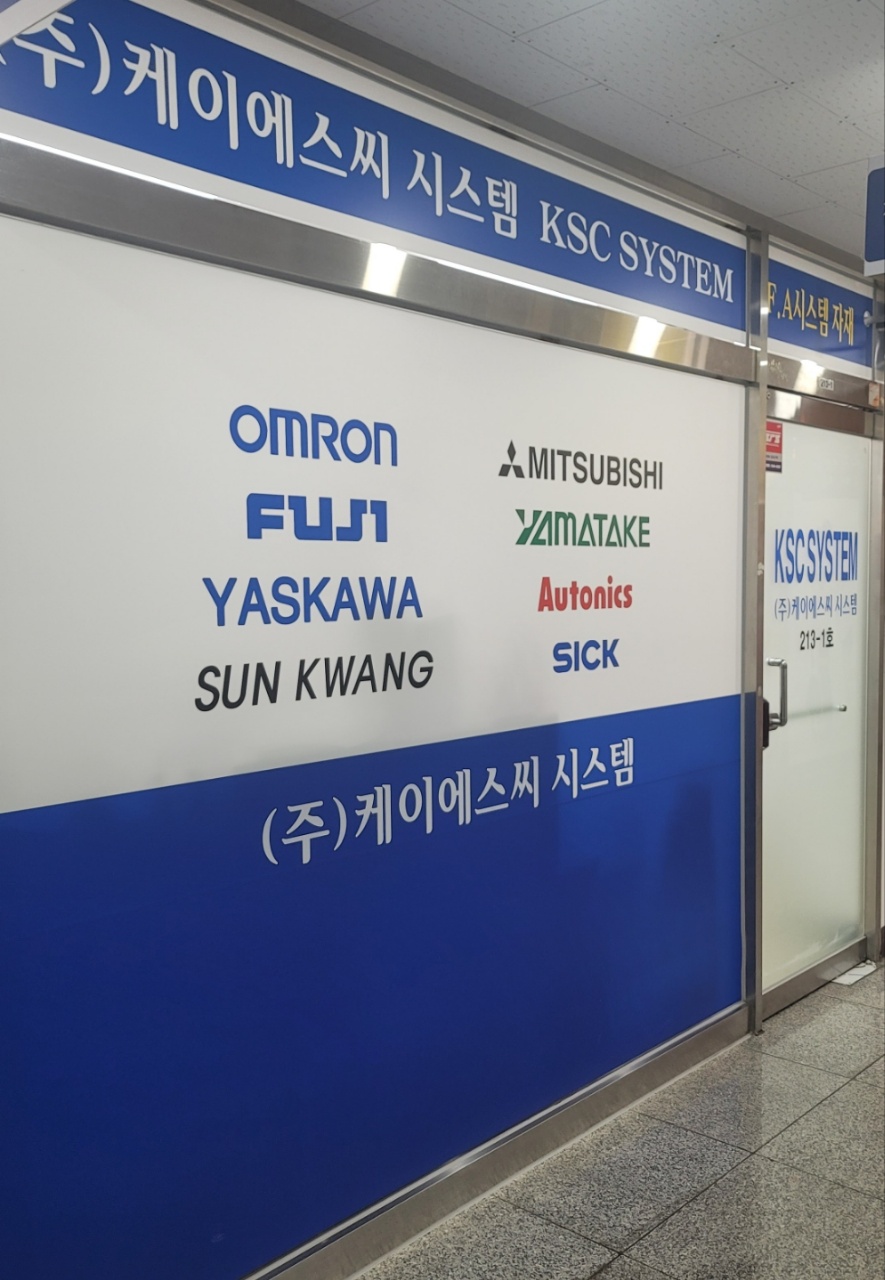 (주)케이에스씨 시스템 KSC SYSTEM
F.A시스템 자재
OMRON
FUJI
YASKAWA
SUN KWANG
MITSUBISHI
YAMATAKE
Autonics
SICK
(주)케이에스씨 시스템
KSC SYSTEM
(주)케이에스씨 시스템
213-1호